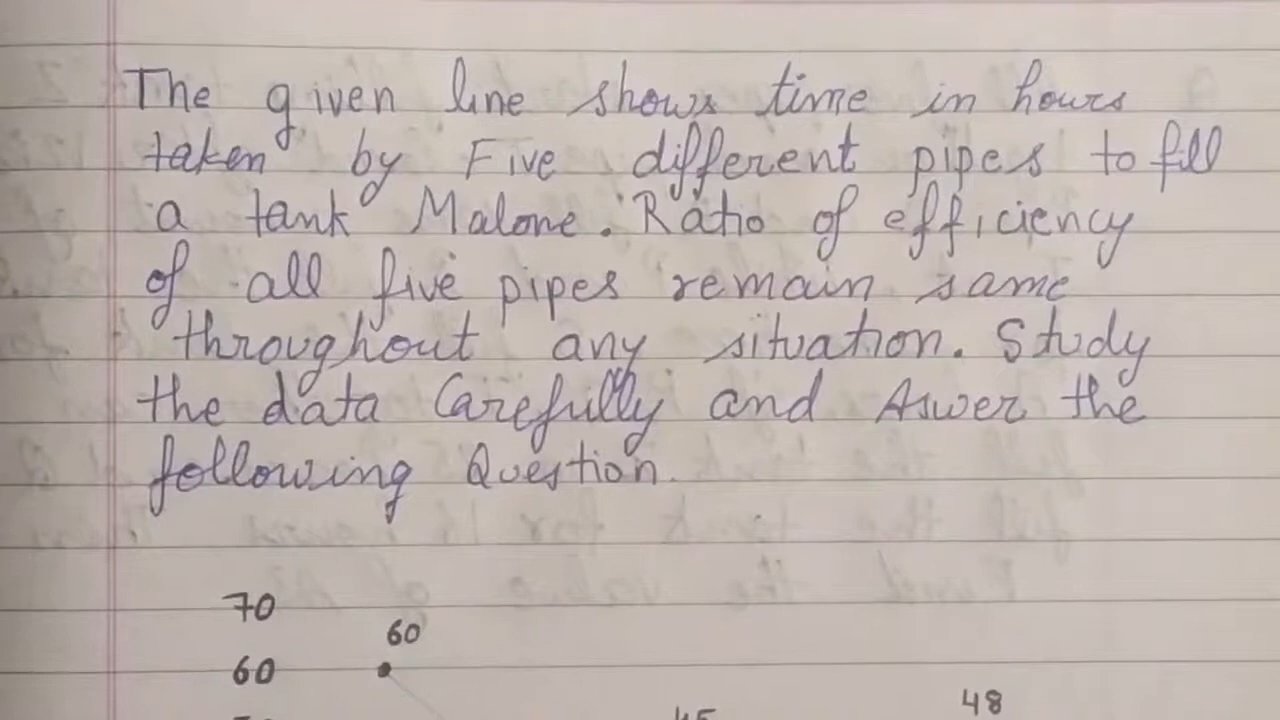 The given line shows time in hours
taken by Five different pipes to fill
a tank Malone. Ratio of efficiency
of all five pipes remain same
throughout any situation. Study
the data Carefully and Aswer the
following Question.
70
60
60
48
45